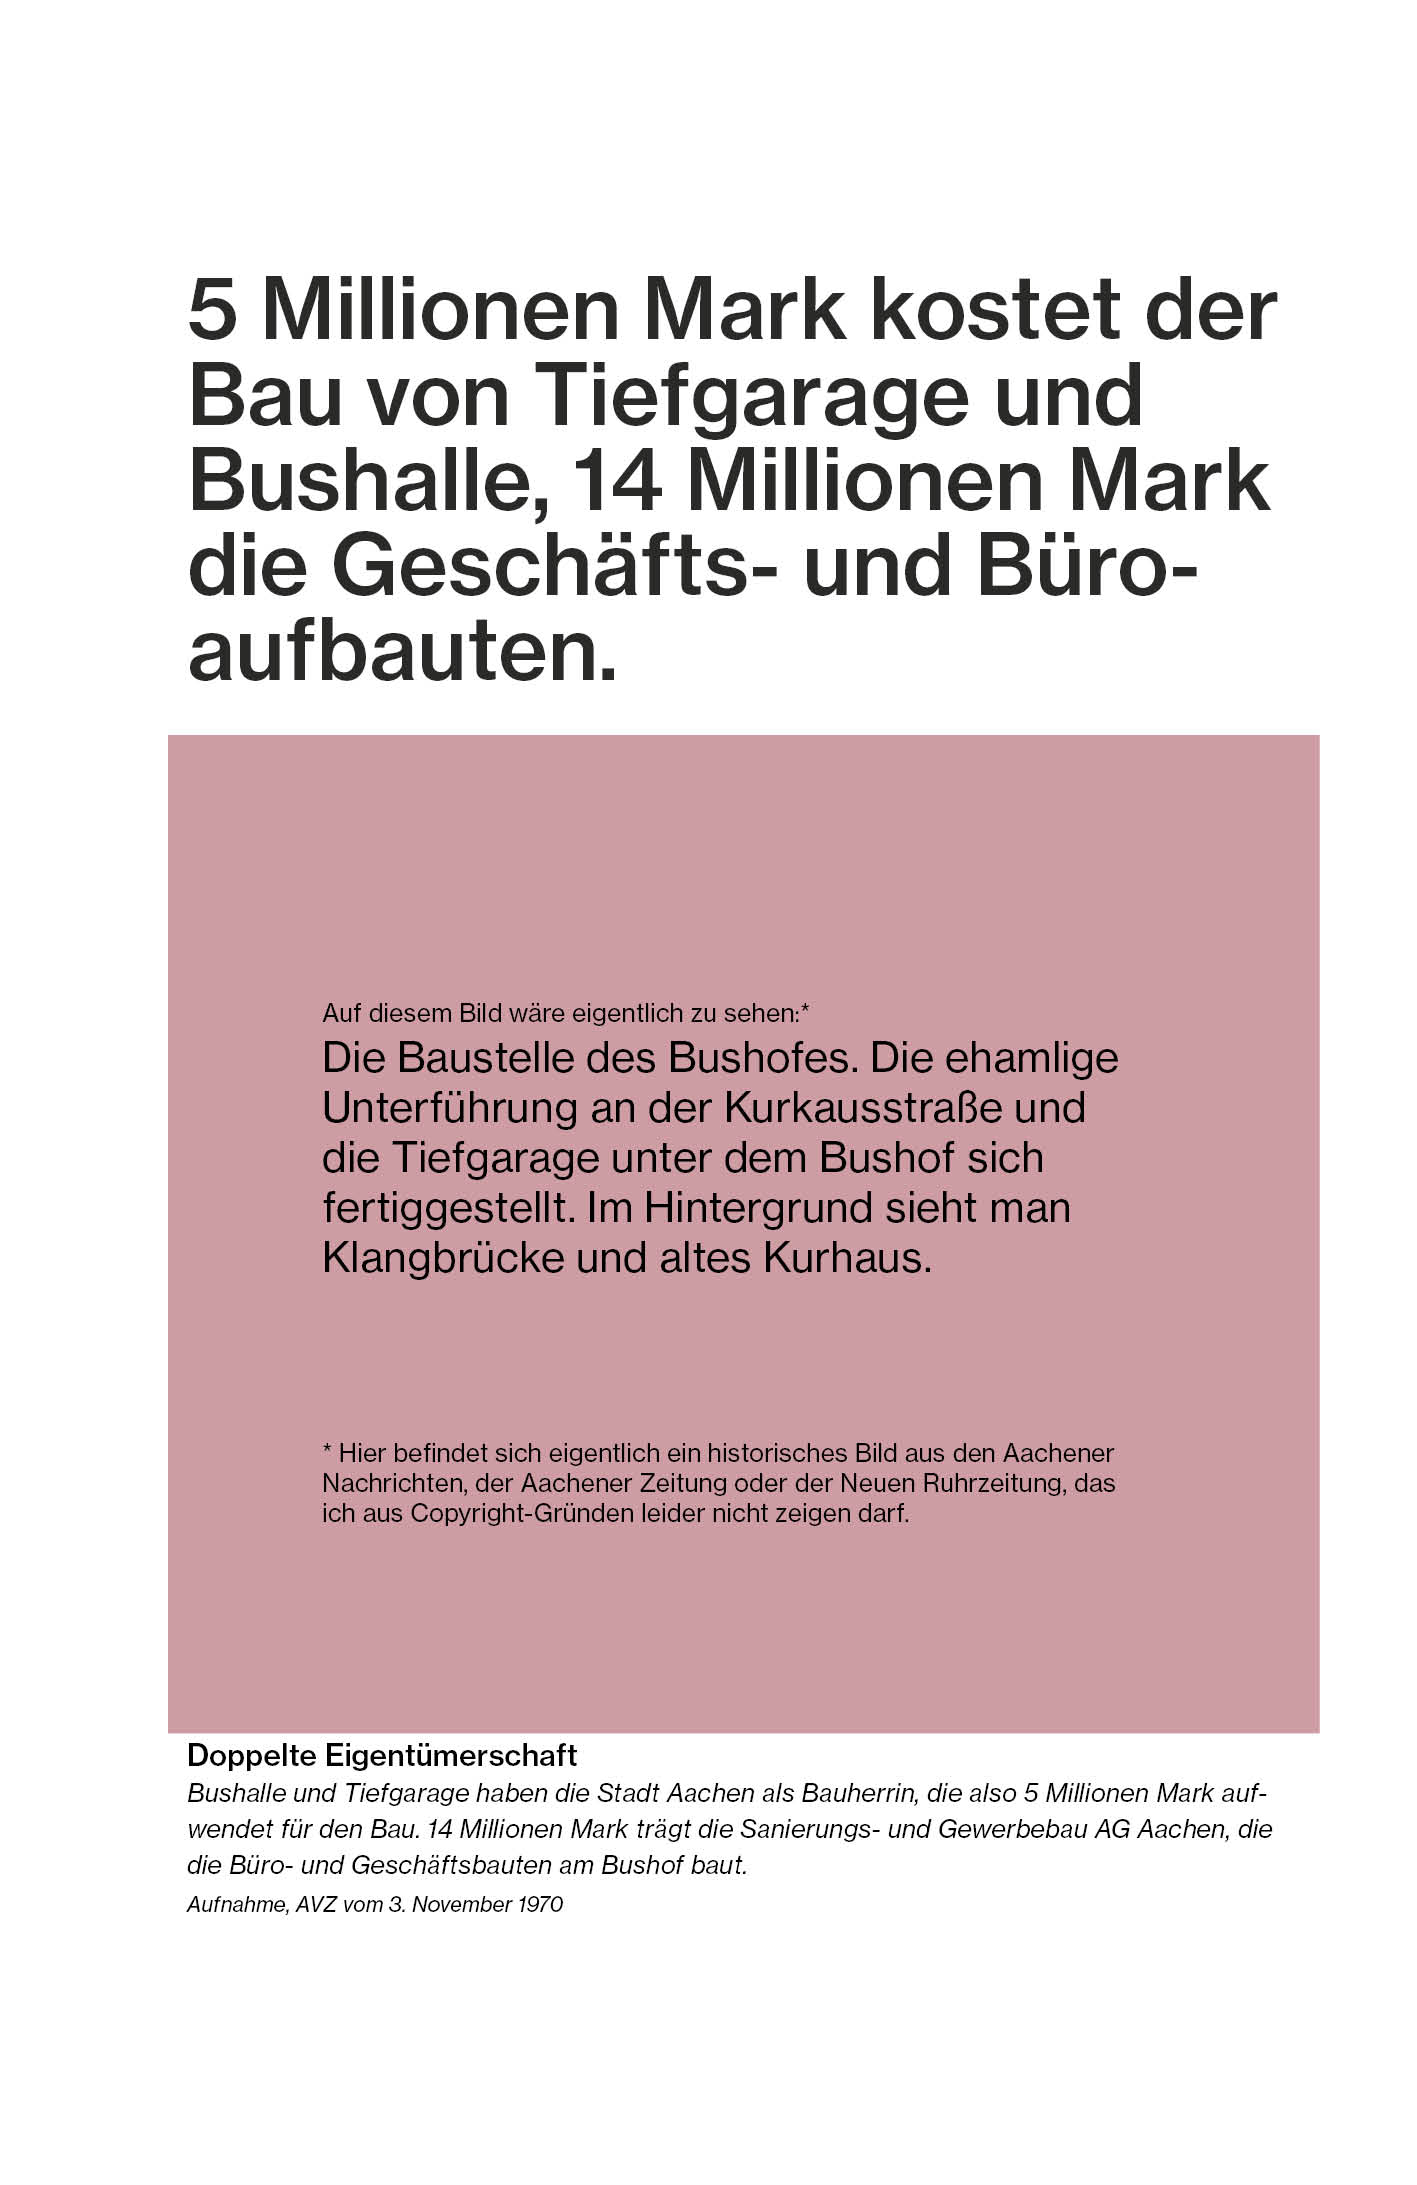 5 Millionen Mark kostet der
Bau von Tiefgarage und
Bushalle, 14 Millionen Mark
die Geschäfts- und Büro-
aufbauten.
Auf diesem Bild wäre eigentlich zu sehen:*
Die Baustelle des Bushofes. Die ehamlige
Unterführung an der Kurkausstraße und
die Tiefgarage unter dem Bushof sich
fertiggestellt. Im Hintergrund sieht man
Klangbrücke und altes Kurhaus.
* Hier befindet sich eigentlich ein historisches Bild aus den Aachener
Nachrichten, der Aachener Zeitung oder der Neuen Ruhrzeitung, das
ich aus Copyright-Gründen leider nicht zeigen darf.
Doppelte Eigentümerschaft
Bushalle und Tiefgarage haben die Stadt Aachen als Bauherrin, die also 5 Millionen Mark auf-
wendet für den Bau. 14 Millionen Mark trägt die Sanierungs- und Gewerbebau AG Aachen, die
die Büro- und Geschäftsbauten am Bushof baut.
Aufnahme, AVZ vom 3. November 1970